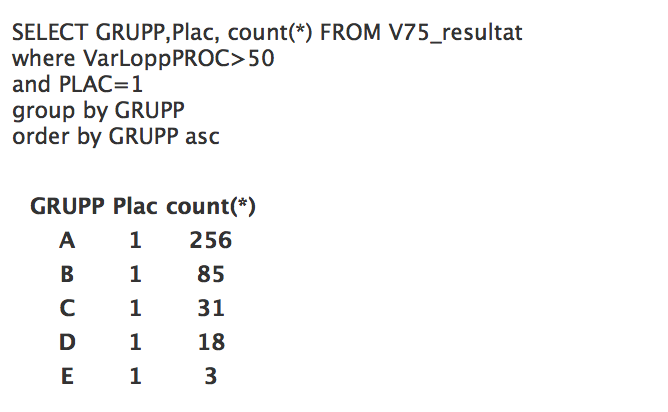 SELECT GRUPP,Plac, count(*) FROM V75_resultat
where VarLoppPROC>50
and PLAC=1
group by GRUPP
order by GRUPP asc
GRUPP Plac count(*)
A 1 256
B 1 85
C 1 31
D 1 18
E 1 3